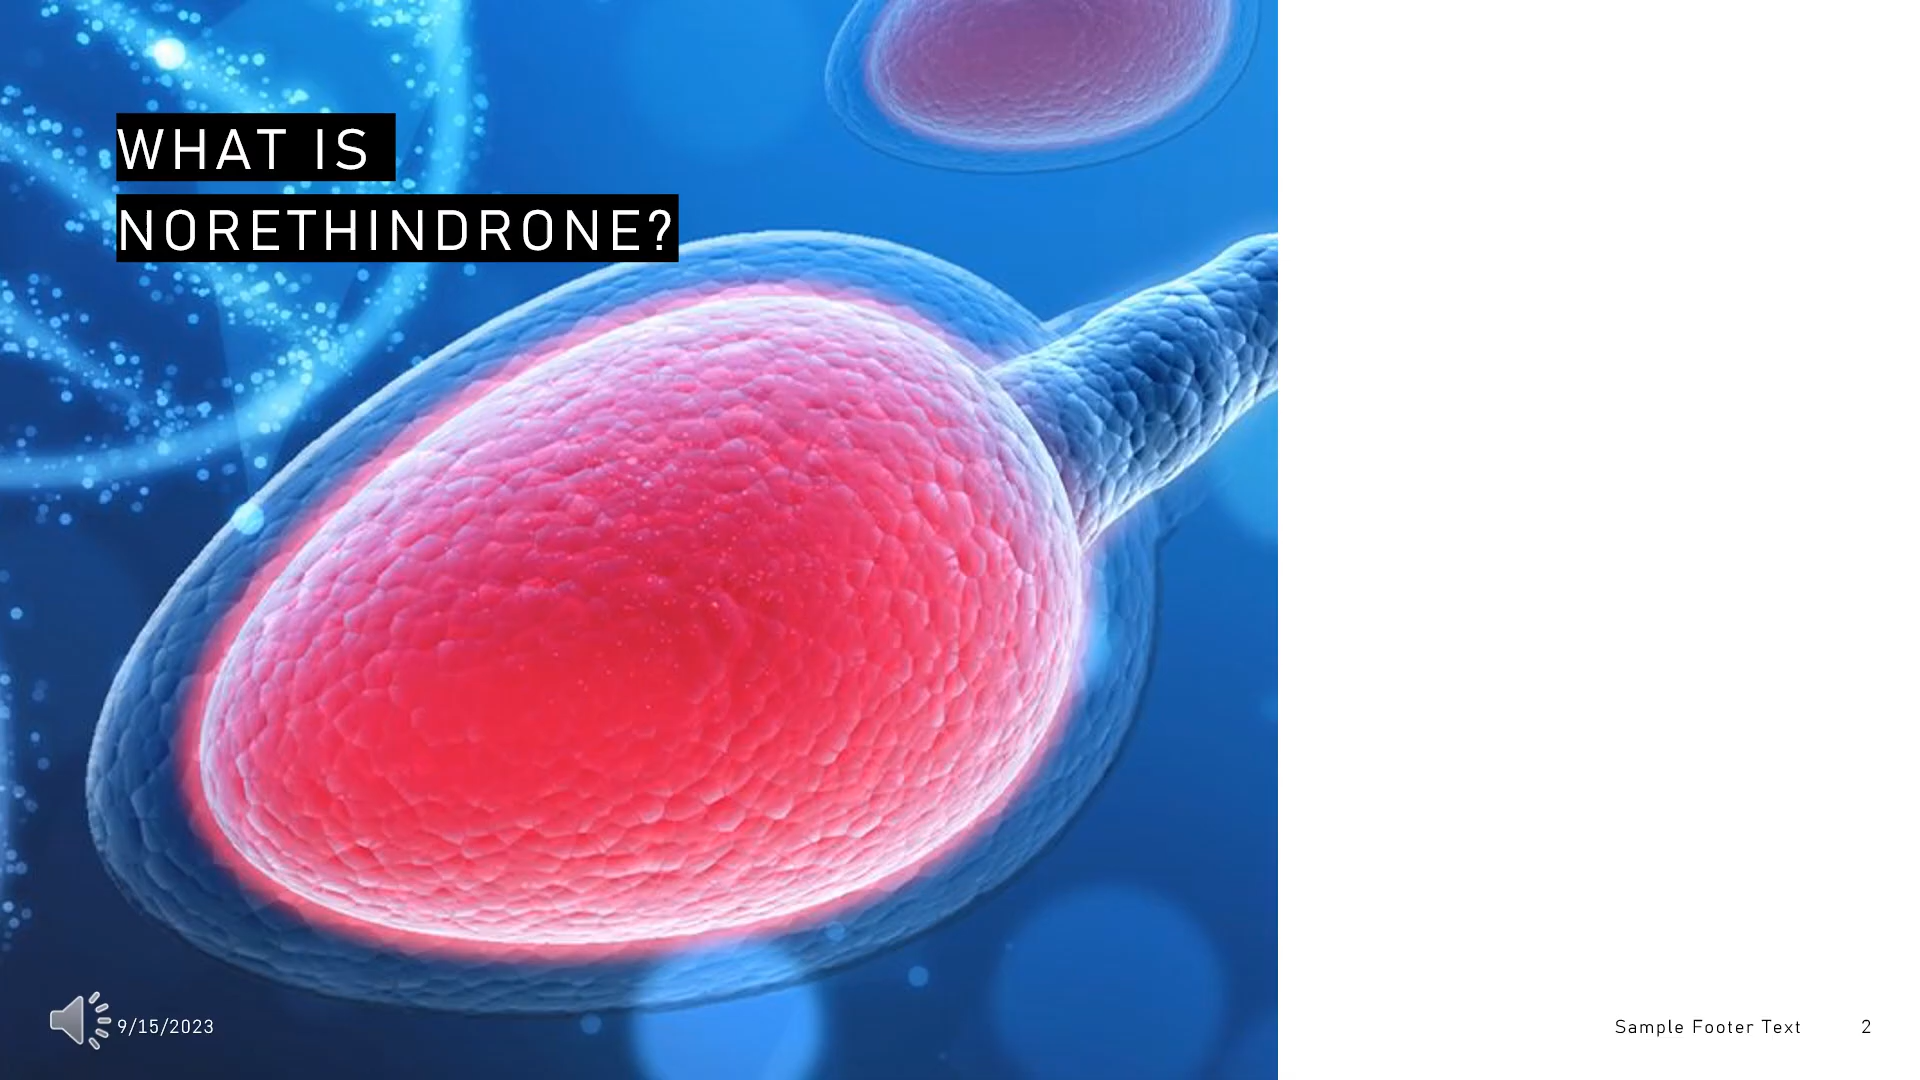 WHAT IS
NORETHINDRONE?
9/15/2023
Sample Footer Text
2